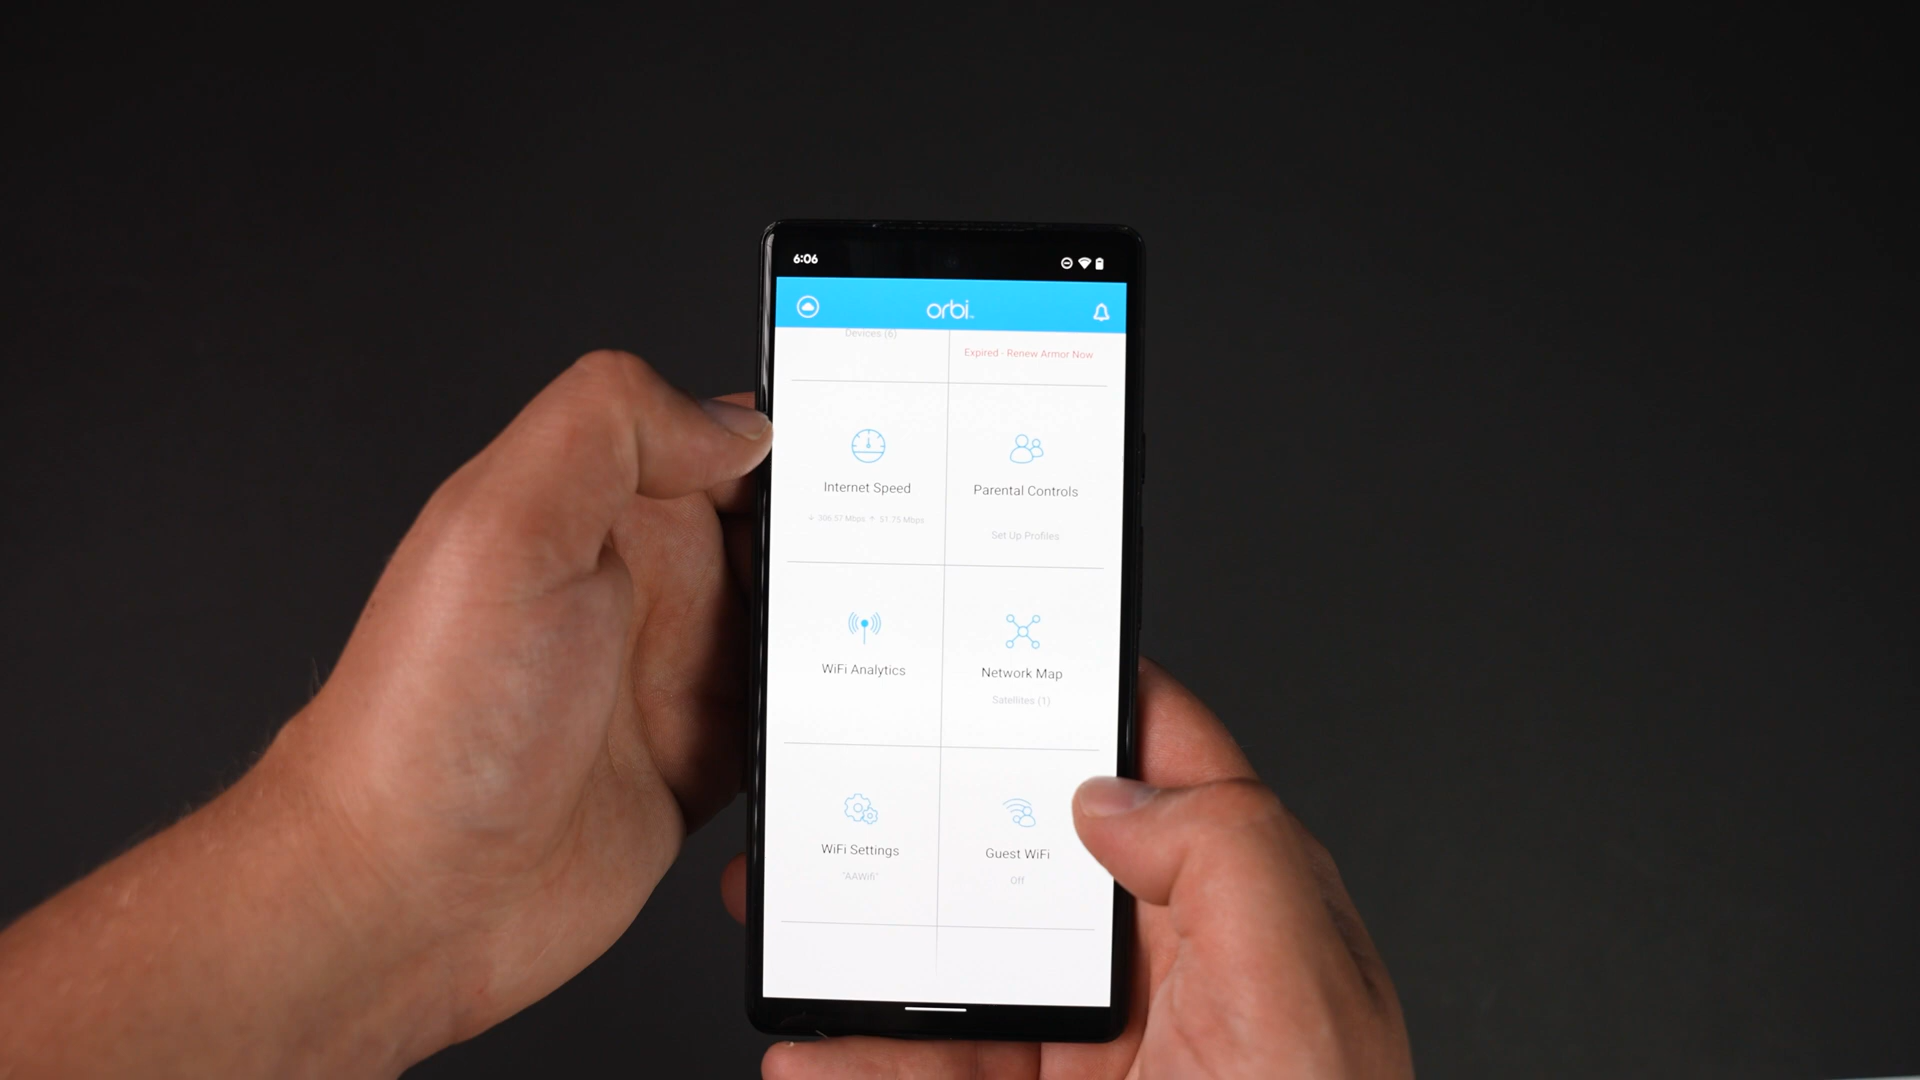 6:06
orbi
Devices (6)
Expired - Renew Armor Now
Internet Speed
306.57 Mbps 51.75 Mbps
Parental Controls
Set Up Profiles
WiFi Analytics
Network Map
Satellites (1)
WiFi Settings
"AAWifi"
Guest WiFi
Off